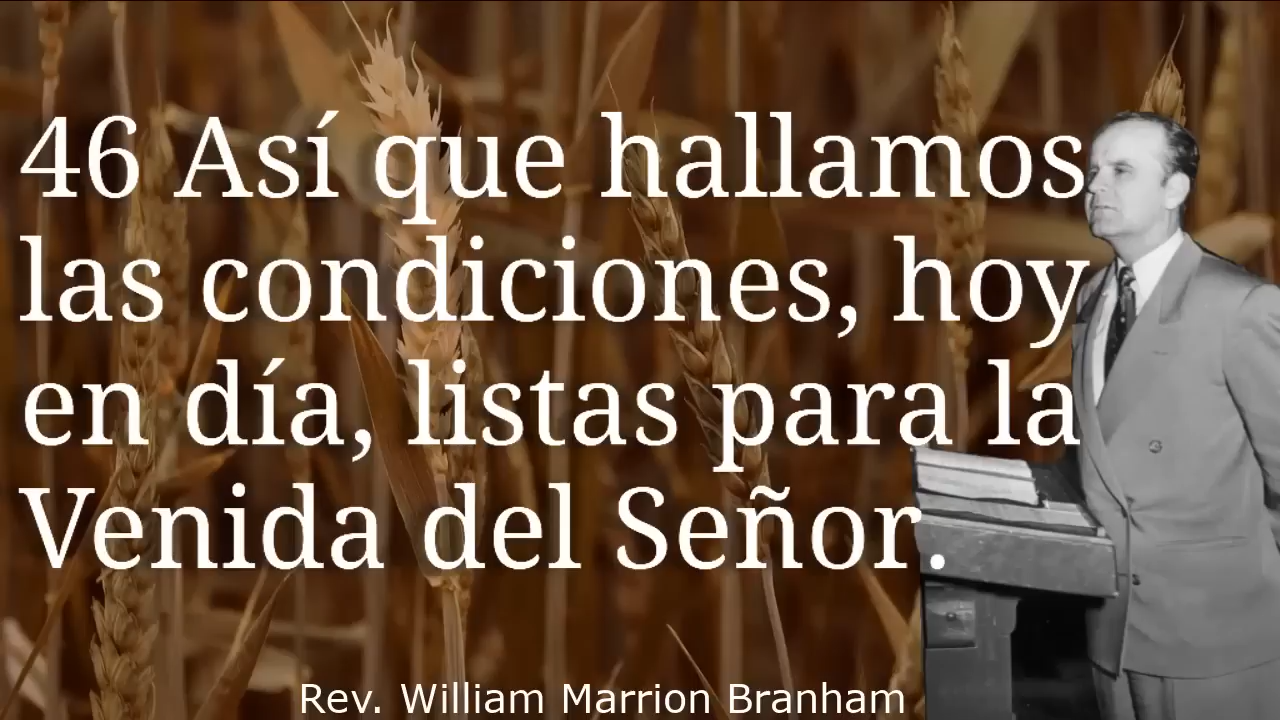 46 Así que hallamos
las condiciones, hoy
en día, listas para la
Venida del Señor.
Rev. William Marrion Branham